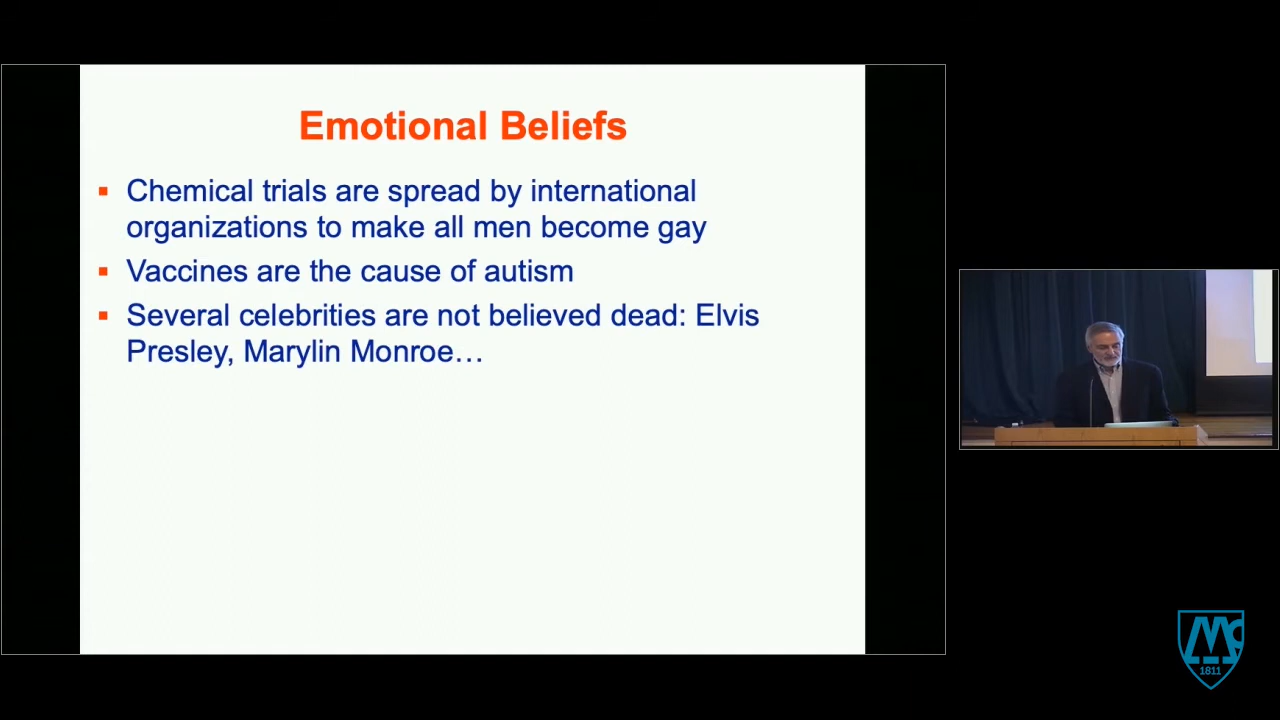 Emotional Beliefs
▪ Chemical trials are spread by international
organizations to make all men become gay
▪ Vaccines are the cause of autism
▪ Several celebrities are not believed dead: Elvis
Presley, Marylin Monroe…
1811